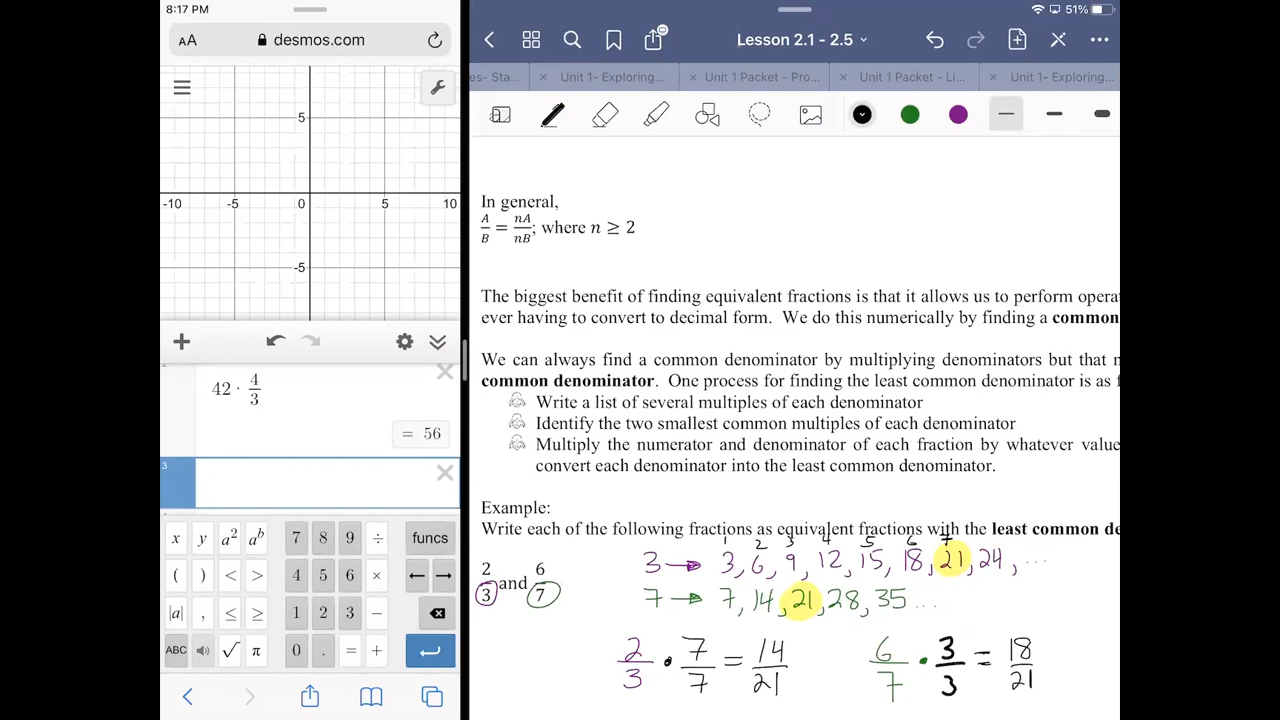 8:17 PM
51%
AA desmos.com
Lesson 2.1 - 2.5
es- Sta...
Unit 1- Exploring...
Unit 1 Packet - Pro...
Unit 1 Packet - Li...
Unit 1- Exploring...
5
-10 -5 0 5 10
-5
42 · 4/3
= 56
3
x y a² aᵇ 7 8 9 ÷ funcs
( ) < > 4 5 6 × ← →
|a| , ≤ ≥ 1 2 3 −
ABC √ π 0 . = +
In general,
A/B = nA/nB; where n ≥ 2
The biggest benefit of finding equivalent fractions is that it allows us to perform opera
ever having to convert to decimal form. We do this numerically by finding a common
We can always find a common denominator by multiplying denominators but that
common denominator. One process for finding the least common denominator is as
Write a list of several multiples of each denominator
Identify the two smallest common multiples of each denominator
Multiply the numerator and denominator of each fraction by whatever value
convert each denominator into the least common denominator.
Example:
Write each of the following fractions as equivalent fractions with the least common de
1 2 3 4 5 6 7
3 → 3, 6, 9, 12, 15, 18, 21, 24, ...
2/3 and 6/7
7 → 7, 14, 21, 28, 35 ...
2/3 · 7/7 = 14/21
6/7 · 3/3 = 18/21